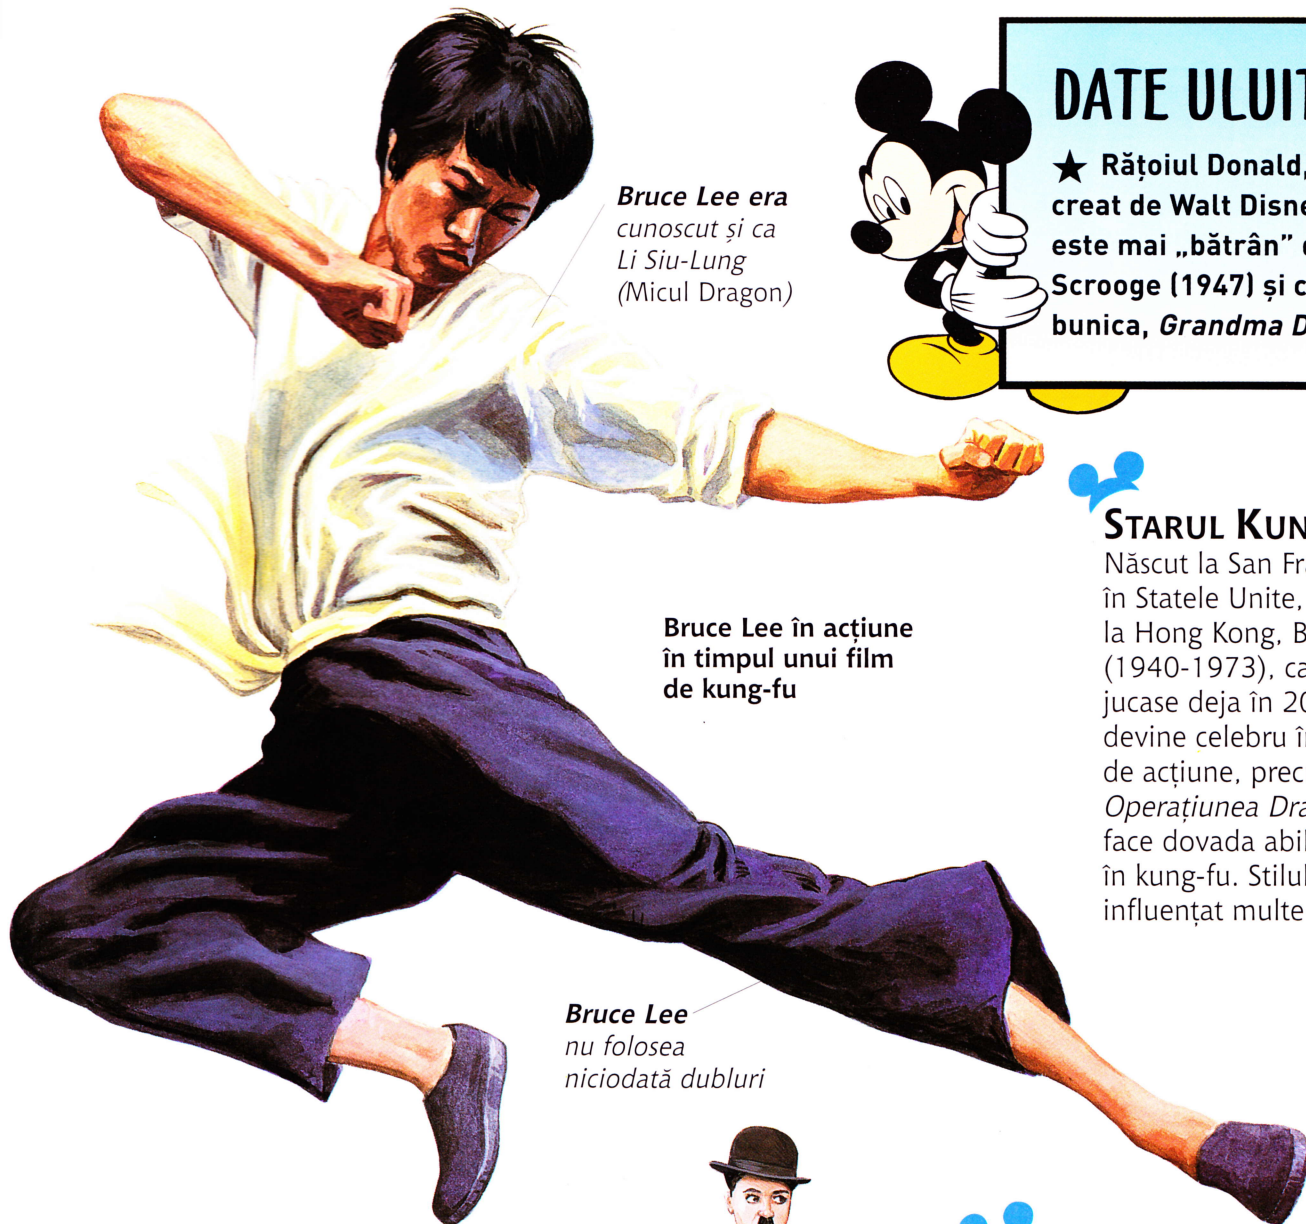 Bruce Lee era
cunoscut și ca
Li Siu-Lung
(Micul Dragon)
DATE ULUIT
★ Rățoiul Donald,
creat de Walt Disne
este mai „bătrân” d
Scrooge (1947) și c
bunica, Grandma D
STARUL KUN
Născut la San Fra
în Statele Unite,
la Hong Kong, B
(1940-1973), ca
jucase deja în 20
devine celebru în
de acțiune, prec
Operațiunea Dra
face dovada abil
în kung-fu. Stilul
influențat multe
Bruce Lee în acțiune
în timpul unui film
de kung-fu
Bruce Lee
nu folosea
niciodată dubluri